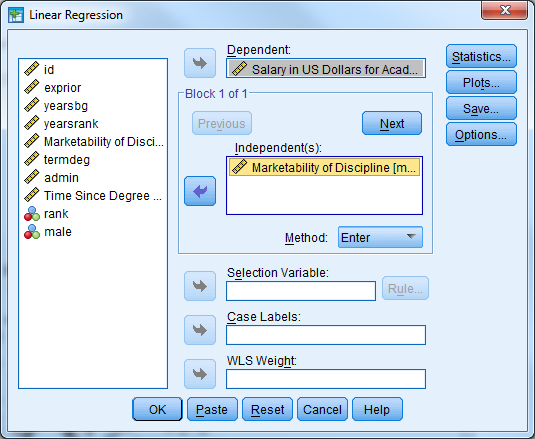 Linear Regression
id
exprior
yearsbg
yearsrank
Marketability of Disci...
termdeg
admin
Time Since Degree ...
rank
male
Dependent:
Salary in US Dollars for Acad...
Block 1 of 1
Previous
Next
Independent(s):
Marketability of Discipline [m...
Method:
Enter
Selection Variable:
Rule...
Case Labels:
WLS Weight:
Statistics...
Plots...
Save...
Options...
OK
Paste
Reset
Cancel
Help